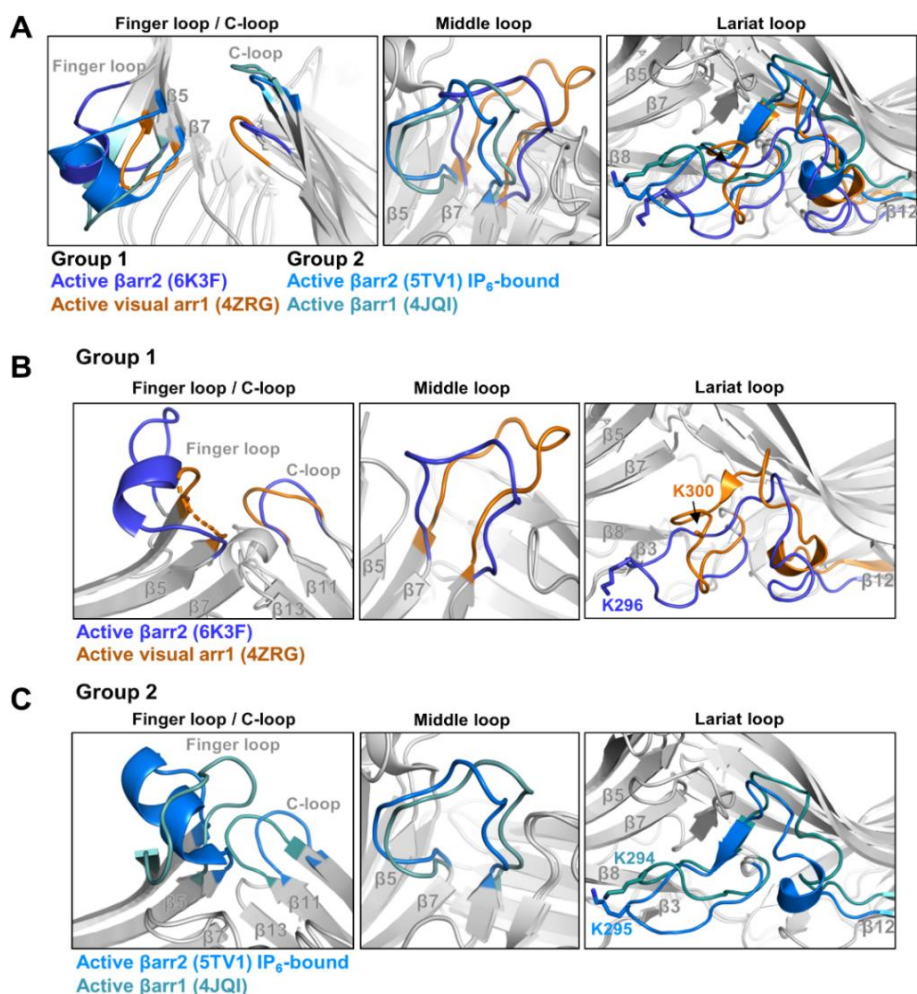 A
Finger loop / C-loop Middle loop Lariat loop
Finger loop C-loop
β5
β7
β5 β7
β5
β7
β8
β12
Group 1 Group 2
Active βarr2 (6K3F) Active βarr2 (5TV1) IP6-bound
Active visual arr1 (4ZRG) Active βarr1 (4JQI)
B Group 1
Finger loop / C-loop Middle loop Lariat loop
Finger loop
C-loop
β5
β7
β13
β11
β5
β7
β5
β7
K300
β8
β3
K296
β12
Active βarr2 (6K3F)
Active visual arr1 (4ZRG)
C Group 2
Finger loop / C-loop Middle loop Lariat loop
Finger loop
C-loop
β5
β7
β13
β11
β5
β7
β5
β7
K294
β8
β3
K295
β12
Active βarr2 (5TV1) IP6-bound
Active βarr1 (4JQI)